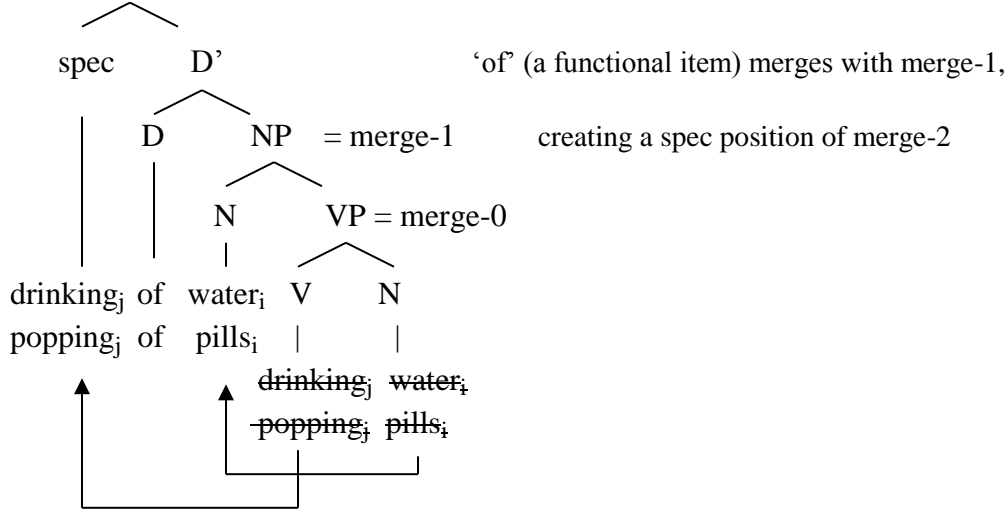 spec D’ ‘of’ (a functional item) merges with merge-1,
D NP = merge-1 creating a spec position of merge-2
N VP = merge-0
drinkingj of wateri V N
poppingj of pillsi | |
drinkingj wateri
poppingj pillsi